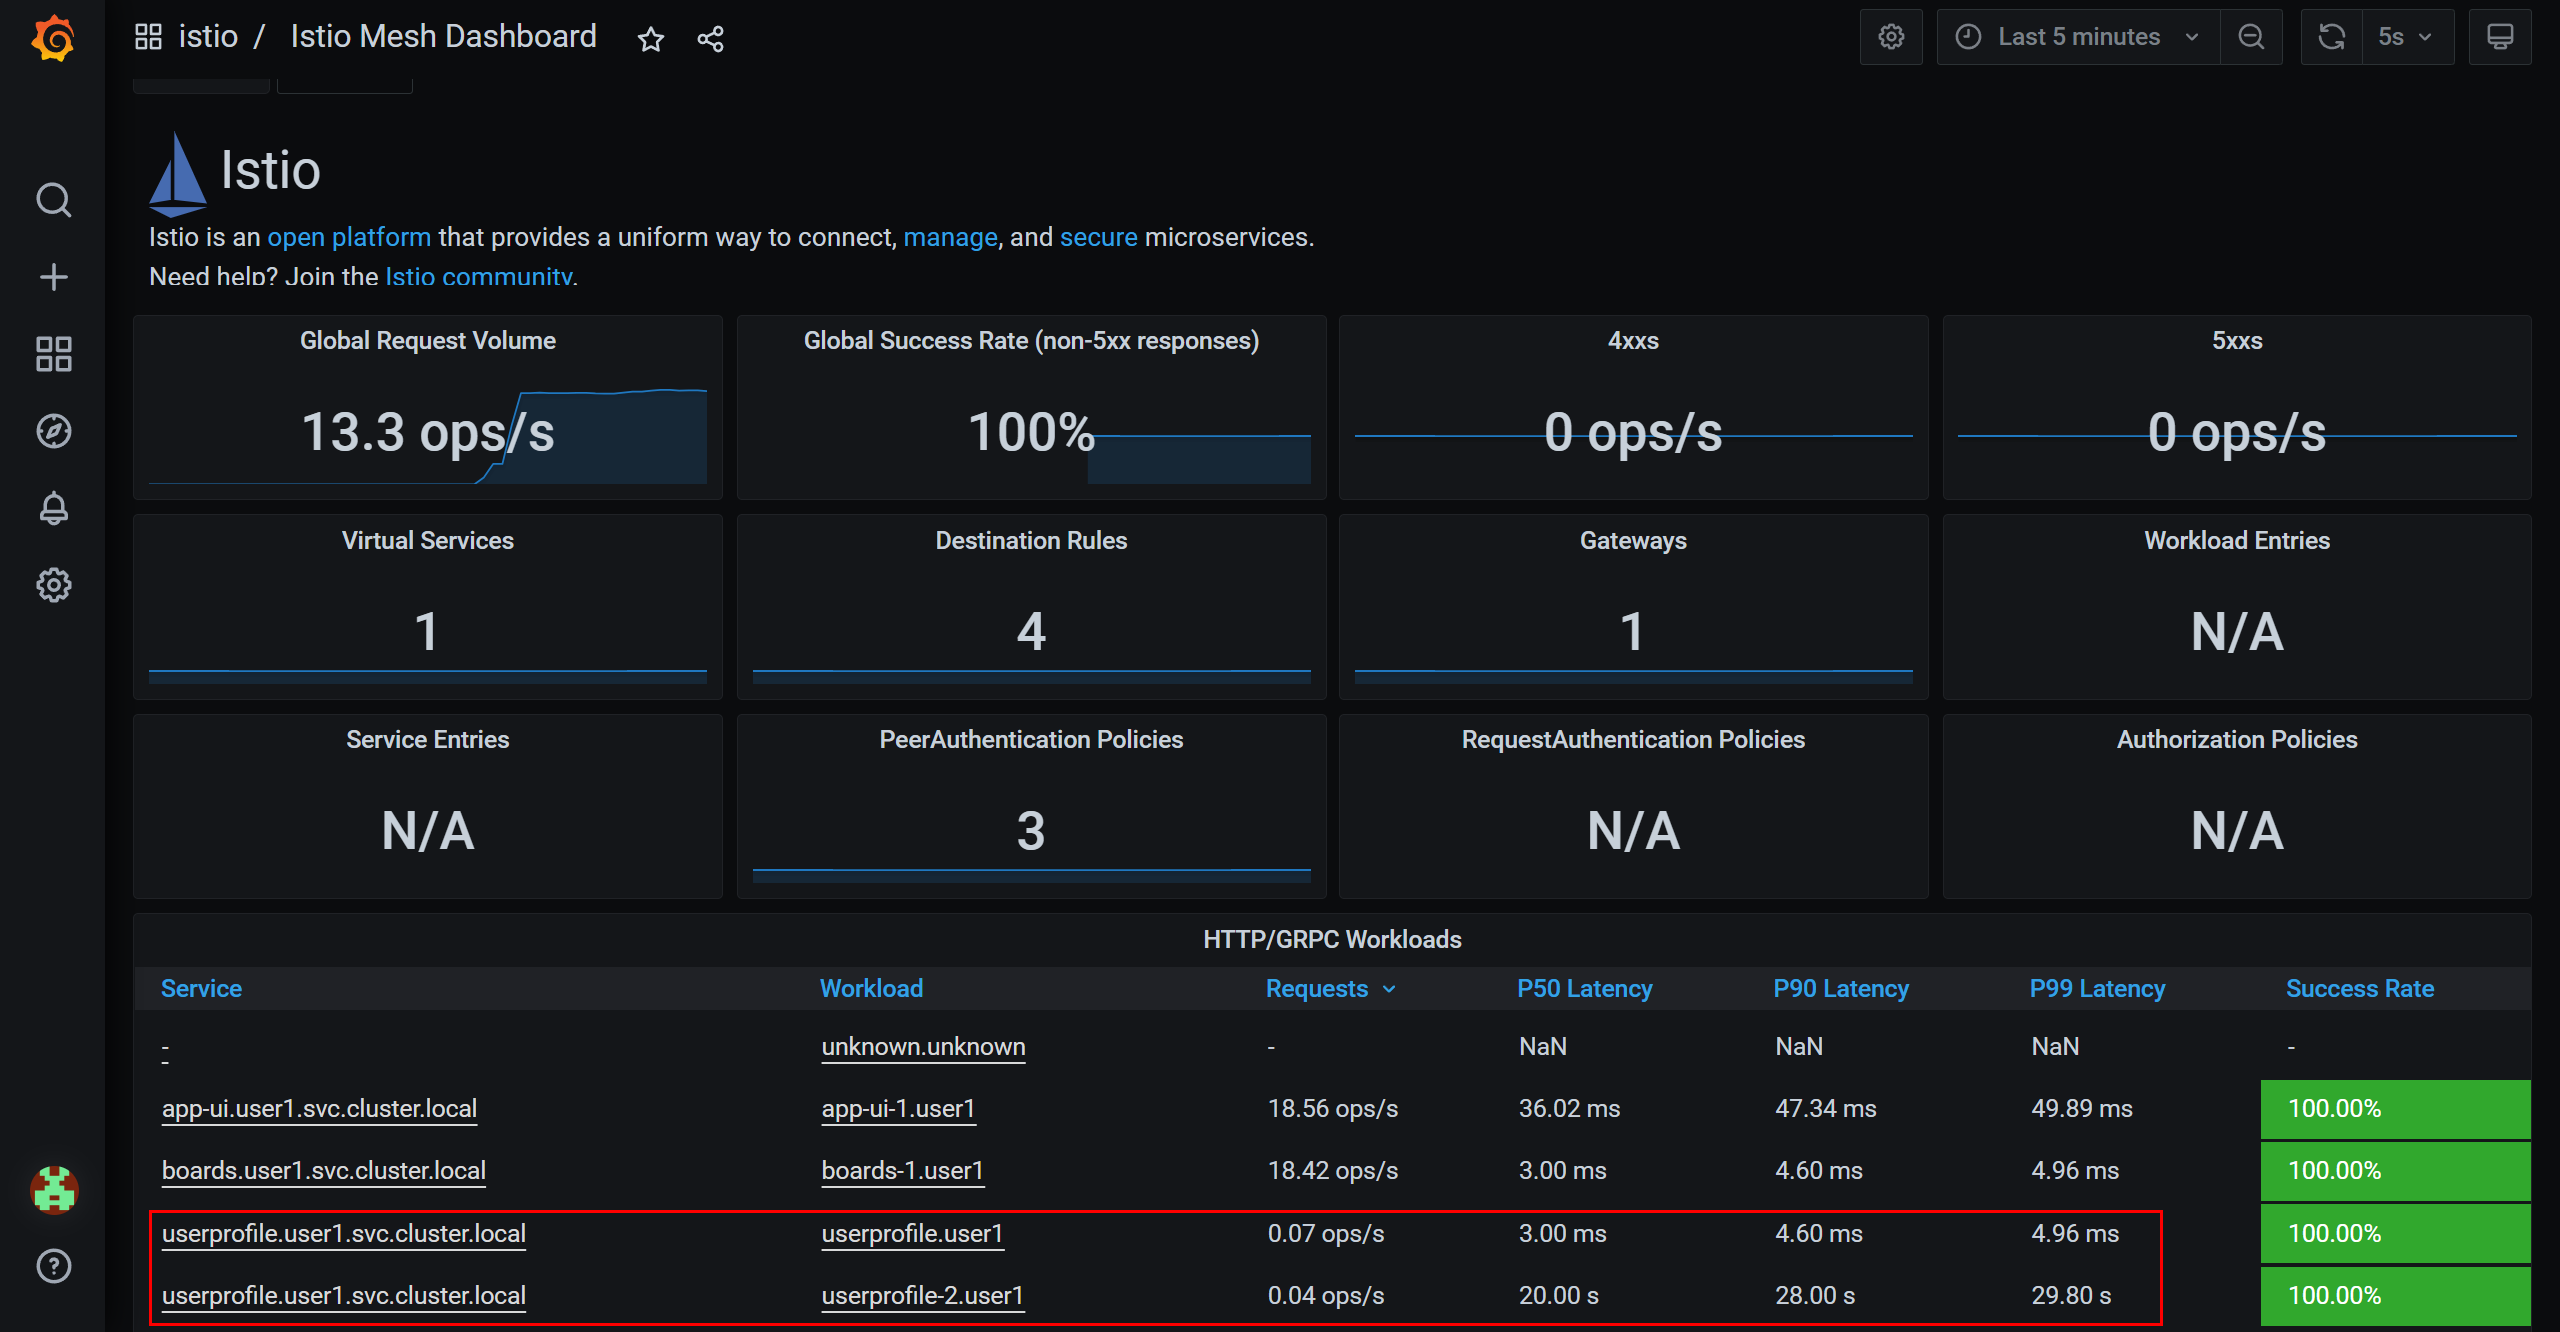 istio / Istio Mesh Dashboard
Last 5 minutes
5s
Istio
Istio is an open platform that provides a uniform way to connect, manage, and secure microservices.
Need help? Join the Istio community.
Global Request Volume
13.3 ops/s
Global Success Rate (non-5xx responses)
100%
4xxs
0 ops/s
5xxs
0 ops/s
Virtual Services
1
Destination Rules
4
Gateways
1
Workload Entries
N/A
Service Entries
N/A
PeerAuthentication Policies
3
RequestAuthentication Policies
N/A
Authorization Policies
N/A
HTTP/GRPC Workloads
Service Workload Requests P50 Latency P90 Latency P99 Latency Success Rate
- unknown.unknown - NaN NaN NaN -
app-ui.user1.svc.cluster.local app-ui-1.user1 18.56 ops/s 36.02 ms 47.34 ms 49.89 ms 100.00%
boards.user1.svc.cluster.local boards-1.user1 18.42 ops/s 3.00 ms 4.60 ms 4.96 ms 100.00%
userprofile.user1.svc.cluster.local userprofile.user1 0.07 ops/s 3.00 ms 4.60 ms 4.96 ms 100.00%
userprofile.user1.svc.cluster.local userprofile-2.user1 0.04 ops/s 20.00 s 28.00 s 29.80 s 100.00%